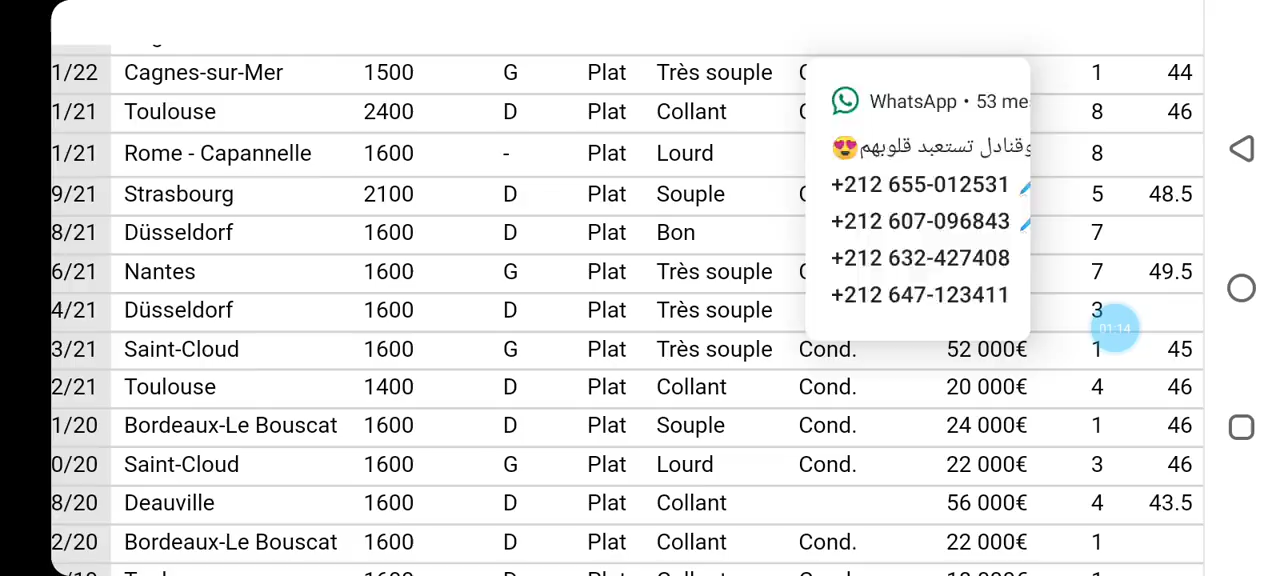 1/22 Cagnes-sur-Mer 1500 G Plat Très souple 1 44
1/21 Toulouse 2400 D Plat Collant 8 46
1/21 Rome - Capannelle 1600 - Plat Lourd 8
9/21 Strasbourg 2100 D Plat Souple 5 48.5
8/21 Düsseldorf 1600 D Plat Bon 7
6/21 Nantes 1600 G Plat Très souple 7 49.5
4/21 Düsseldorf 1600 D Plat Très souple 3
3/21 Saint-Cloud 1600 G Plat Très souple Cond. 52 000€ 1 45
2/21 Toulouse 1400 D Plat Collant Cond. 20 000€ 4 46
1/20 Bordeaux-Le Bouscat 1600 D Plat Souple Cond. 24 000€ 1 46
0/20 Saint-Cloud 1600 G Plat Lourd Cond. 22 000€ 3 46
8/20 Deauville 1600 D Plat Collant 56 000€ 4 43.5
2/20 Bordeaux-Le Bouscat 1600 D Plat Collant Cond. 22 000€ 1
WhatsApp • 53 me
وقنادل تستعبد قلوبهم😍
+212 655-012531
+212 607-096843
+212 632-427408
+212 647-123411
01:14